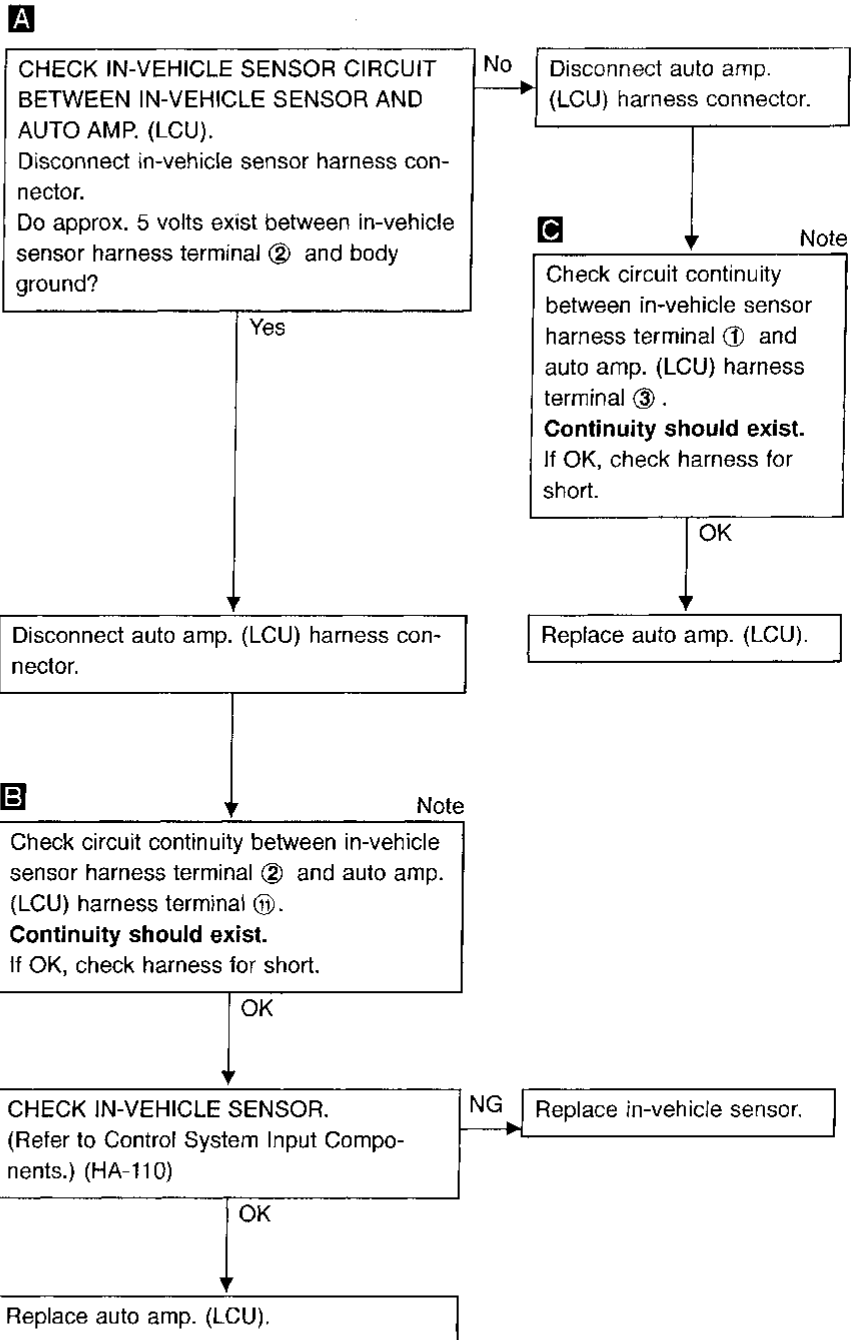 A
CHECK IN-VEHICLE SENSOR CIRCUIT
BETWEEN IN-VEHICLE SENSOR AND
AUTO AMP. (LCU).
Disconnect in-vehicle sensor harness con-
nector.
Do approx. 5 volts exist between in-vehicle
sensor harness terminal ② and body
ground?
No
Disconnect auto amp.
(LCU) harness connector.
C
Note
Check circuit continuity
between in-vehicle sensor
harness terminal ① and
auto amp. (LCU) harness
terminal ③ .
Continuity should exist.
If OK, check harness for
short.
OK
Replace auto amp. (LCU).
Yes
Disconnect auto amp. (LCU) harness con-
nector.
B
Note
Check circuit continuity between in-vehicle
sensor harness terminal ② and auto amp.
(LCU) harness terminal ⑪.
Continuity should exist.
If OK, check harness for short.
OK
CHECK IN-VEHICLE SENSOR.
(Refer to Control System Input Compo-
nents.) (HA-110)
NG
Replace in-vehicle sensor.
OK
Replace auto amp. (LCU).